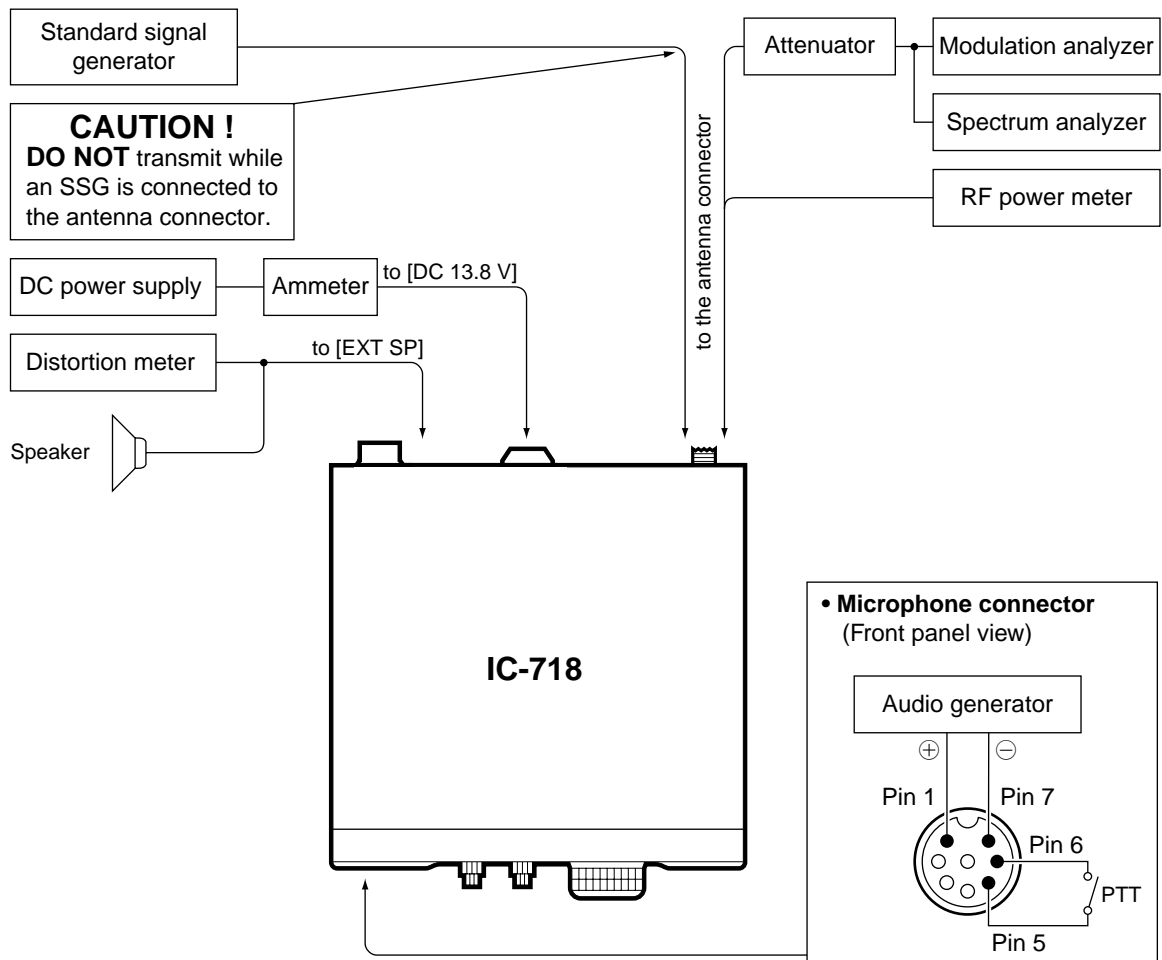 Standard signal
generator
CAUTION !
DO NOT transmit while
an SSG is connected to
the antenna connector.
Attenuator
Modulation analyzer
Spectrum analyzer
RF power meter
to the antenna connector
DC power supply
Ammeter
to [DC 13.8 V]
Distortion meter
to [EXT SP]
Speaker
IC-718
• Microphone connector
(Front panel view)
Audio generator
+ −
Pin 1
Pin 7
Pin 6
PTT
Pin 5